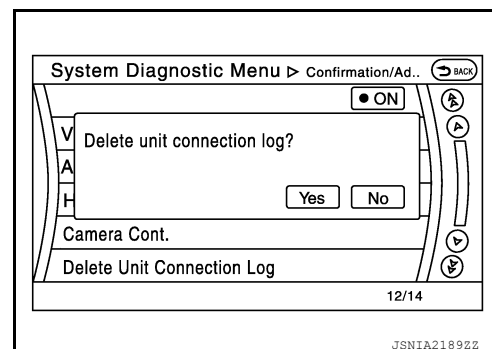 System Diagnostic Menu ▷ Confirmation/Ad.. BACK
ON
V
Delete unit connection log?
A
H
Yes No
Camera Cont.
Delete Unit Connection Log
12/14
JSNIA2189ZZ